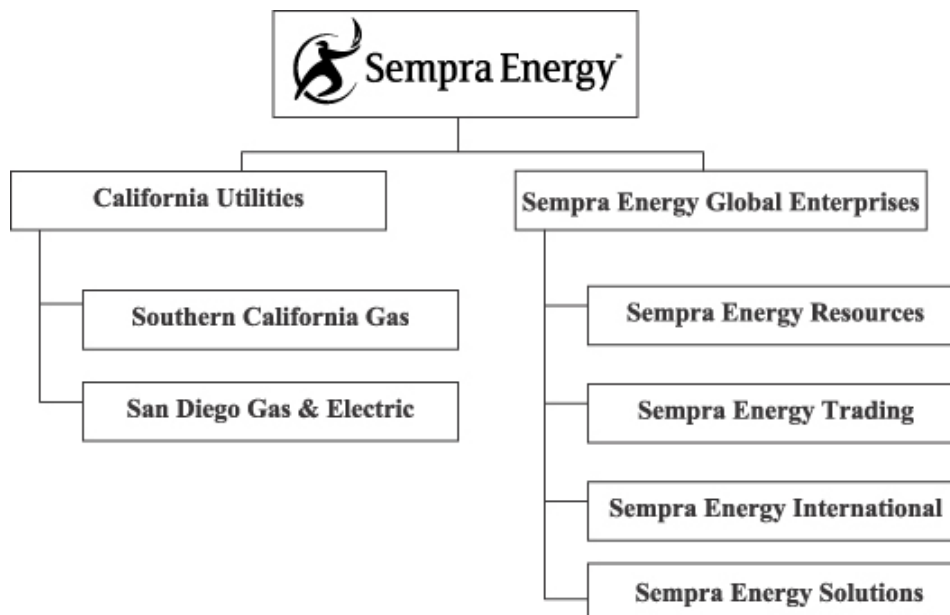 Sempra Energy™
California Utilities
Southern California Gas
San Diego Gas & Electric
Sempra Energy Global Enterprises
Sempra Energy Resources
Sempra Energy Trading
Sempra Energy International
Sempra Energy Solutions